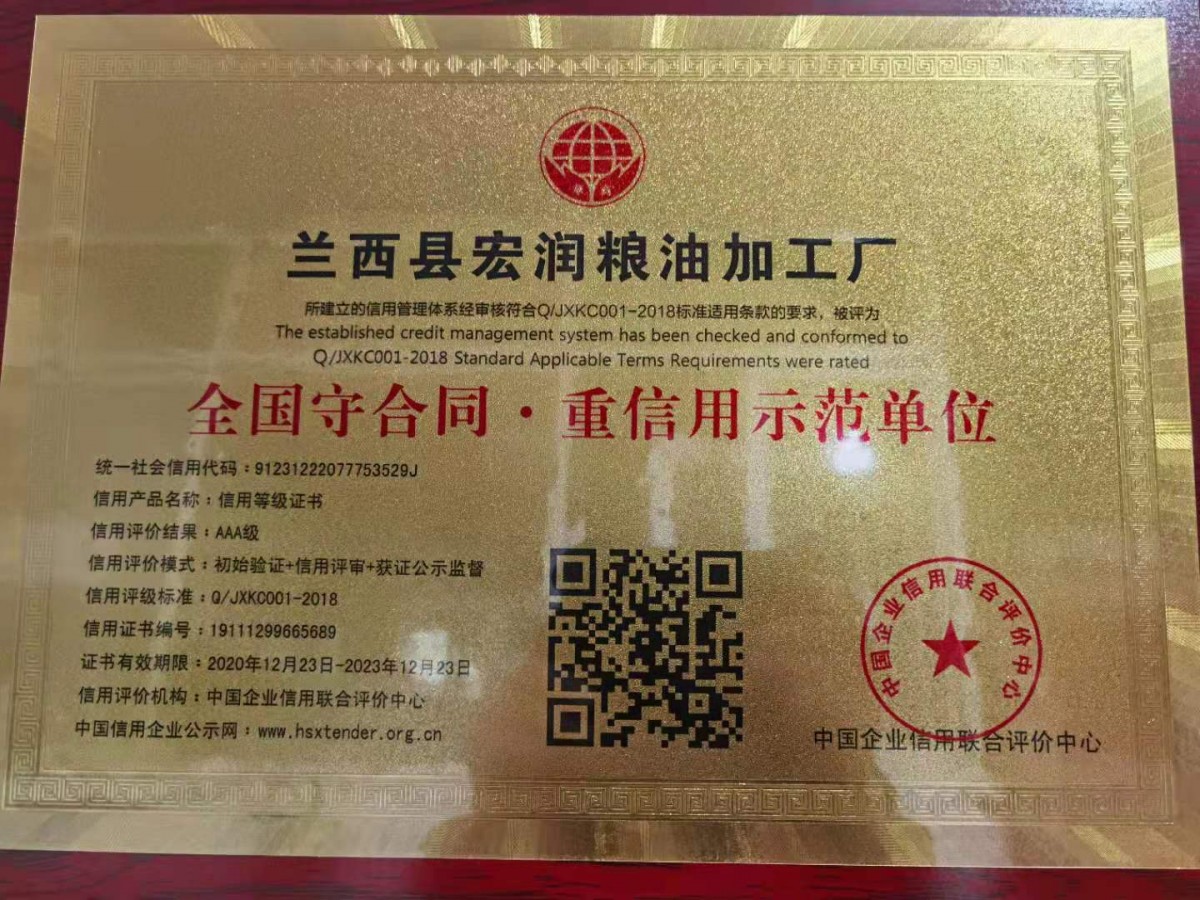 兰西县宏润粮油加工厂
所建立的信用管理体系经审核符合Q/JXKC001-2018标准适用条款的要求，被评为
The established credit management system has been checked and conformed to
Q/JXKC001-2018 Standard Applicable Terms Requirements were rated
全国守合同·重信用示范单位
统一社会信用代码：91231222077753529J
信用产品名称：信用等级证书
信用评价结果：AAA级
信用评价模式：初始验证+信用评审+获证公示监督
信用评级标准：Q/JXKC001-2018
信用证书编号：19111299665689
证书有效期限：2020年12月23日-2023年12月23日
信用评价机构：中国企业信用联合评价中心
中国信用企业公示网：www.hsxtender.org.cn
中国企业信用联合评价中心
中国企业信用联合评价中心